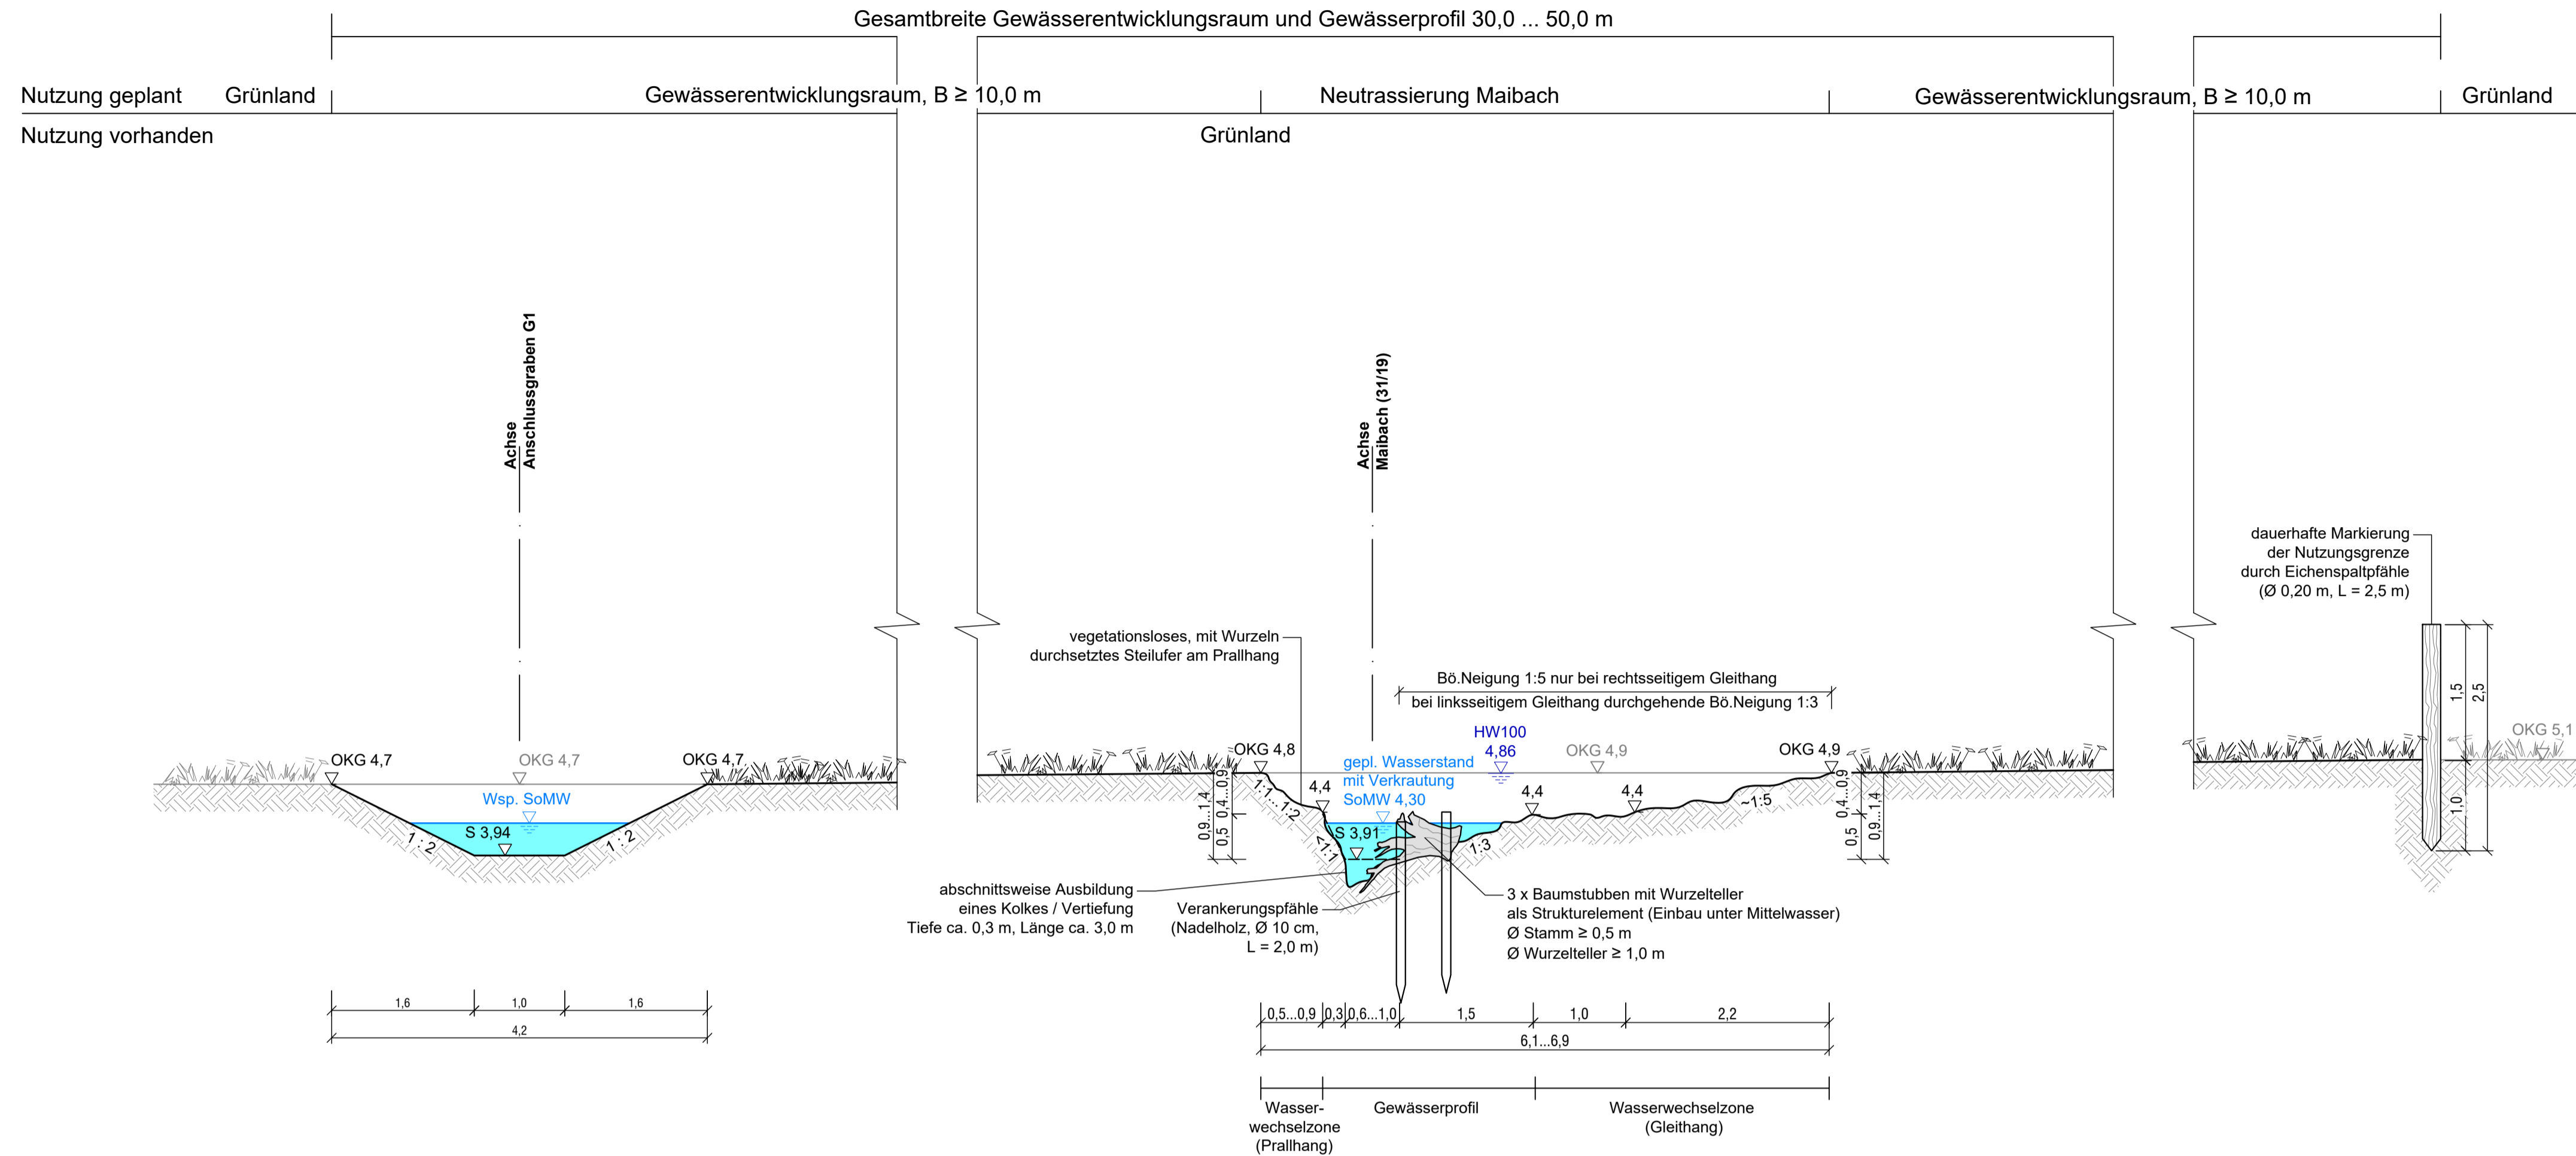 Gesamtbreite Gewässerentwicklungsraum und Gewässerprofil 30,0 ... 50,0 m
Nutzung geplant
Grünland
Gewässerentwicklungsraum, B ≥ 10,0 m
Neutrassierung Maibach
Gewässerentwicklungsraum, B ≥ 10,0 m
Grünland
Nutzung vorhanden
Grünland
Achse
Anschlussgraben G1
Achse
Maibach (31/19)
dauerhafte Markierung
der Nutzungsgrenze
durch Eichenspaltpfähle
(Ø 0,20 m, L = 2,5 m)
vegetationsloses, mit Wurzeln
durchsetztes Steilufer am Prallhang
Bö.Neigung 1:5 nur bei rechtsseitigem Gleithang
bei linksseitigem Gleithang durchgehende Bö.Neigung 1:3
1,5
2,5
1,0
OKG 5,1
OKG 4,7
OKG 4,7
OKG 4,7
Wsp. SoMW
S 3,94
1 : 2
1 : 2
OKG 4,8
HW100
4,86
OKG 4,9
OKG 4,9
gepl. Wasserstand
mit Verkrautung
SoMW 4,30
4,4
4,4
4,4
0,9...1,4
0,4...0,9
0,5
1:1...1:2
<1:1
S 3,91
1:3
~1:5
0,4...0,9
0,5
0,9...1,4
abschnittsweise Ausbildung
eines Kolkes / Vertiefung
Tiefe ca. 0,3 m, Länge ca. 3,0 m
Verankerungspfähle
(Nadelholz, Ø 10 cm,
L = 2,0 m)
3 x Baumstubben mit Wurzelteller
als Strukturelement (Einbau unter Mittelwasser)
Ø Stamm ≥ 0,5 m
Ø Wurzelteller ≥ 1,0 m
1,6
1,0
1,6
4,2
0,5...0,9
0,3
0,6...1,0
1,5
1,0
2,2
6,1...6,9
Wasser-
wechselzone
(Prallhang)
Gewässerprofil
Wasserwechselzone
(Gleithang)